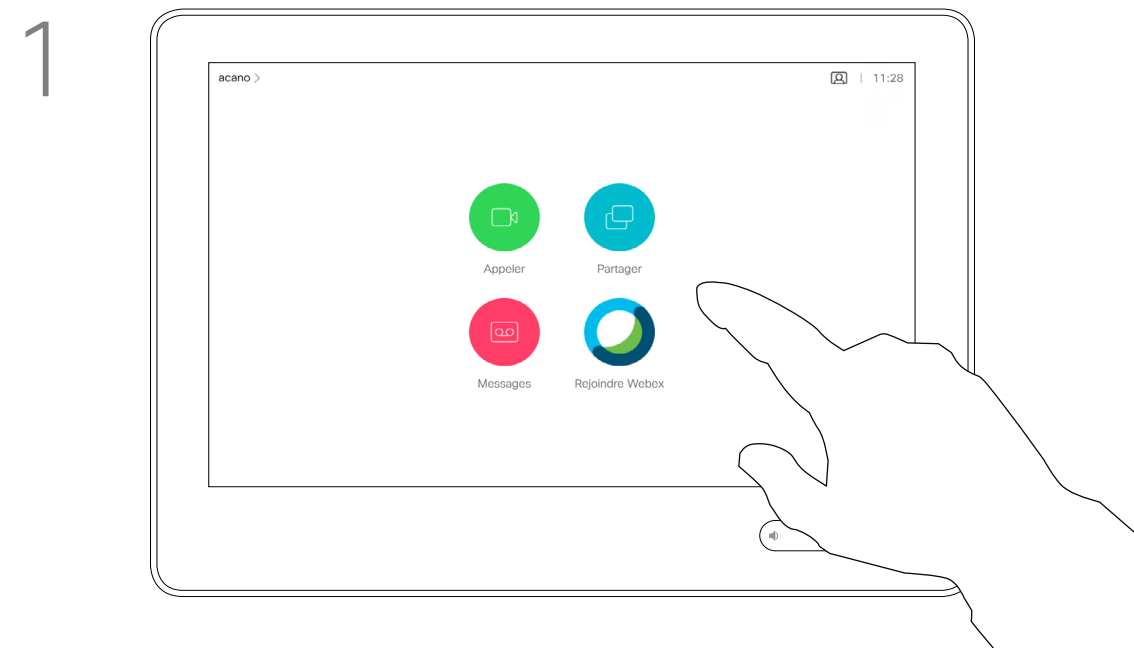 1
acano >
11:28
Appeler
Partager
Messages
Rejoindre Webex